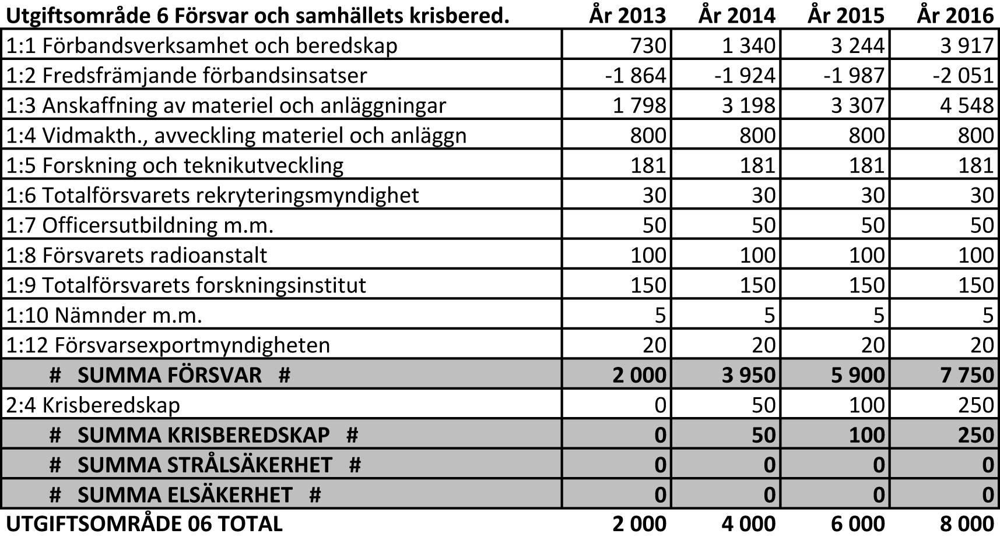 Utgiftsområde 6 Försvar och samhällets krisbered. År 2013 År 2014 År 2015 År 2016
1:1 Förbandsverksamhet och beredskap 730 1 340 3 244 3 917
1:2 Fredsfrämjande förbandsinsatser -1 864 -1 924 -1 987 -2 051
1:3 Anskaffning av materiel och anläggningar 1 798 3 198 3 307 4 548
1:4 Vidmakth., avveckling materiel och anläggn 800 800 800 800
1:5 Forskning och teknikutveckling 181 181 181 181
1:6 Totalförsvarets rekryteringsmyndighet 30 30 30 30
1:7 Officersutbildning m.m. 50 50 50 50
1:8 Försvarets radioanstalt 100 100 100 100
1:9 Totalförsvarets forskningsinstitut 150 150 150 150
1:10 Nämnder m.m. 5 5 5 5
1:12 Försvarsexportmyndigheten 20 20 20 20
# SUMMA FÖRSVAR # 2 000 3 950 5 900 7 750
2:4 Krisberedskap 0 50 100 250
# SUMMA KRISBEREDSKAP # 0 50 100 250
# SUMMA STRÅLSÄKERHET # 0 0 0 0
# SUMMA ELSÄKERHET # 0 0 0 0
UTGIFTSOMRÅDE 06 TOTAL 2 000 4 000 6 000 8 000